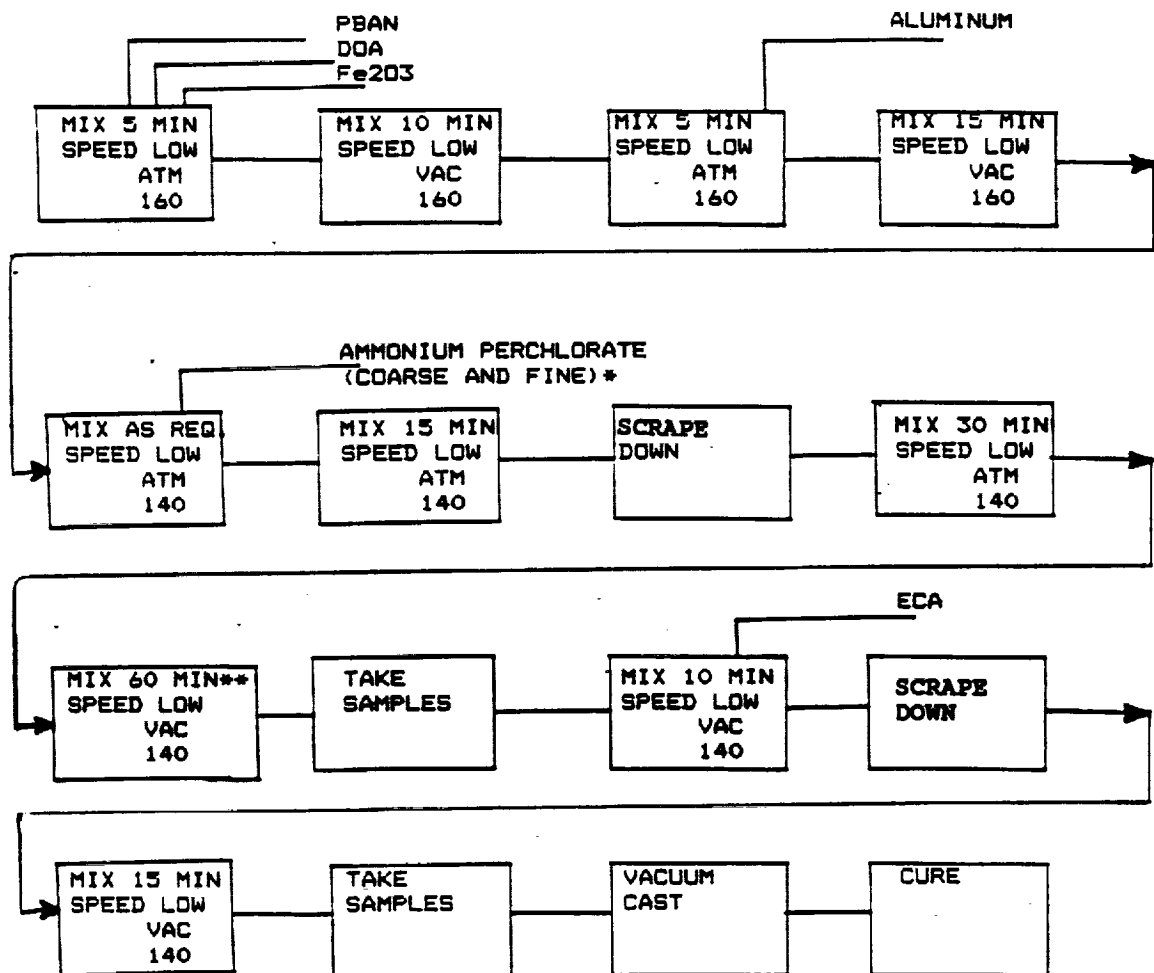 PBAN
DOA
Fe2O3
ALUMINUM
MIX 5 MIN
SPEED LOW
ATM
160
MIX 10 MIN
SPEED LOW
VAC
160
MIX 5 MIN
SPEED LOW
ATM
160
MIX 15 MIN
SPEED LOW
VAC
160
AMMONIUM PERCHLORATE
(COARSE AND FINE)*
MIX AS REQ
SPEED LOW
ATM
140
MIX 15 MIN
SPEED LOW
ATM
140
SCRAPE
DOWN
MIX 30 MIN
SPEED LOW
ATM
140
ECA
MIX 60 MIN**
SPEED LOW
VAC
140
TAKE
SAMPLES
MIX 10 MIN
SPEED LOW
VAC
140
SCRAPE
DOWN
MIX 15 MIN
SPEED LOW
VAC
140
TAKE
SAMPLES
VACUUM
CAST
CURE